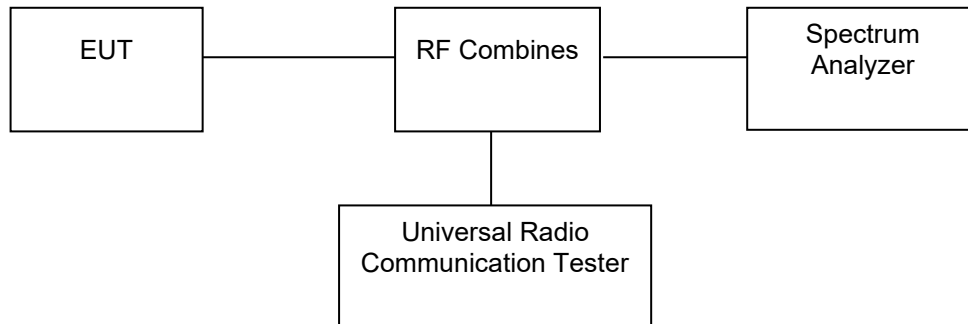 EUT
RF Combines
Spectrum
Analyzer
Universal Radio
Communication Tester